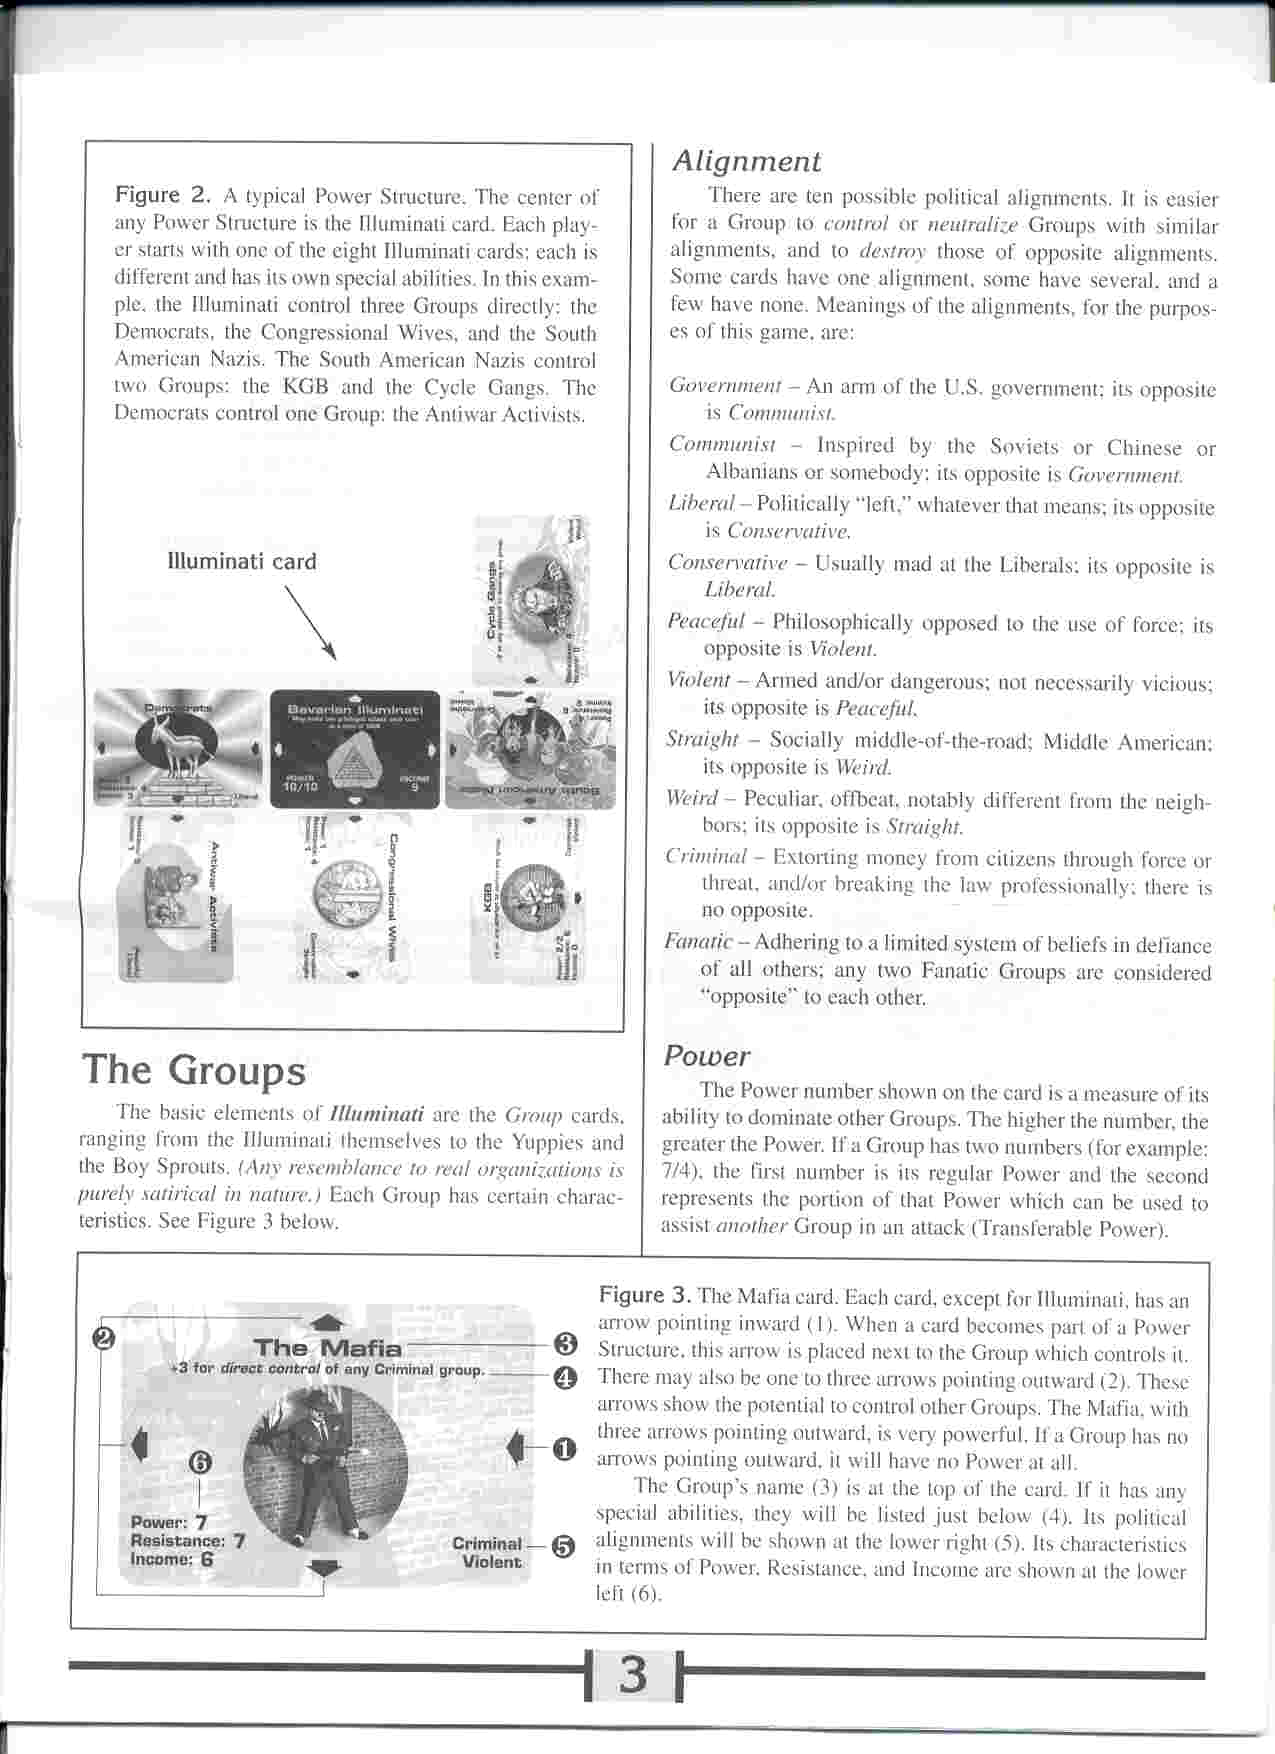 Figure 2. A typical Power Structure. The center of
any Power Structure is the Illuminati card. Each play-
er starts with one of the eight Illuminati cards; each is
different and has its own special abilities. In this exam-
ple, the Illuminati control three Groups directly: the
Democrats, the Congressional Wives, and the South
American Nazis. The South American Nazis control
two Groups: the KGB and the Cycle Gangs. The
Democrats control one Group: the Antiwar Activists.
Illuminati card
Cycle Gangs
Democrats
Liberal
Bavarian Illuminati
POWER
10/10
INCOME
9
South American Nazis
Antiwar Activists
Congressional Wives
KGB
The Groups
The basic elements of Illuminati are the Group cards,
ranging from the Illuminati themselves to the Yuppies and
the Boy Sprouts. (Any resemblance to real organizations is
purely satirical in nature.) Each Group has certain charac-
teristics. See Figure 3 below.
Alignment
There are ten possible political alignments. It is easier
for a Group to control or neutralize Groups with similar
alignments, and to destroy those of opposite alignments.
Some cards have one alignment, some have several, and a
few have none. Meanings of the alignments, for the purpos-
es of this game, are:
Government – An arm of the U.S. government; its opposite
is Communist.
Communist – Inspired by the Soviets or Chinese or
Albanians or somebody; its opposite is Government.
Liberal – Politically “left,” whatever that means; its opposite
is Conservative.
Conservative – Usually mad at the Liberals; its opposite is
Liberal.
Peaceful – Philosophically opposed to the use of force; its
opposite is Violent.
Violent – Armed and/or dangerous; not necessarily vicious;
its opposite is Peaceful.
Straight – Socially middle-of-the-road; Middle American;
its opposite is Weird.
Weird – Peculiar, offbeat, notably different from the neigh-
bors; its opposite is Straight.
Criminal – Extorting money from citizens through force or
threat, and/or breaking the law professionally; there is
no opposite.
Fanatic – Adhering to a limited system of beliefs in defiance
of all others; any two Fanatic Groups are considered
“opposite” to each other.
Power
The Power number shown on the card is a measure of its
ability to dominate other Groups. The higher the number, the
greater the Power. If a Group has two numbers (for example:
7/4), the first number is its regular Power and the second
represents the portion of that Power which can be used to
assist another Group in an attack (Transferable Power).
2
The Mafia
3
+3 for direct control of any Criminal group.
4
1
6
Power: 7
Resistance: 7
Income: 6
Criminal
Violent
5
Figure 3. The Mafia card. Each card, except for Illuminati, has an
arrow pointing inward (1). When a card becomes part of a Power
Structure, this arrow is placed next to the Group which controls it.
There may also be one to three arrows pointing outward (2). These
arrows show the potential to control other Groups. The Mafia, with
three arrows pointing outward, is very powerful. If a Group has no
arrows pointing outward, it will have no Power at all.
The Group’s name (3) is at the top of the card. If it has any
special abilities, they will be listed just below (4). Its political
alignments will be shown at the lower right (5). Its characteristics
in terms of Power, Resistance, and Income are shown at the lower
left (6).
3